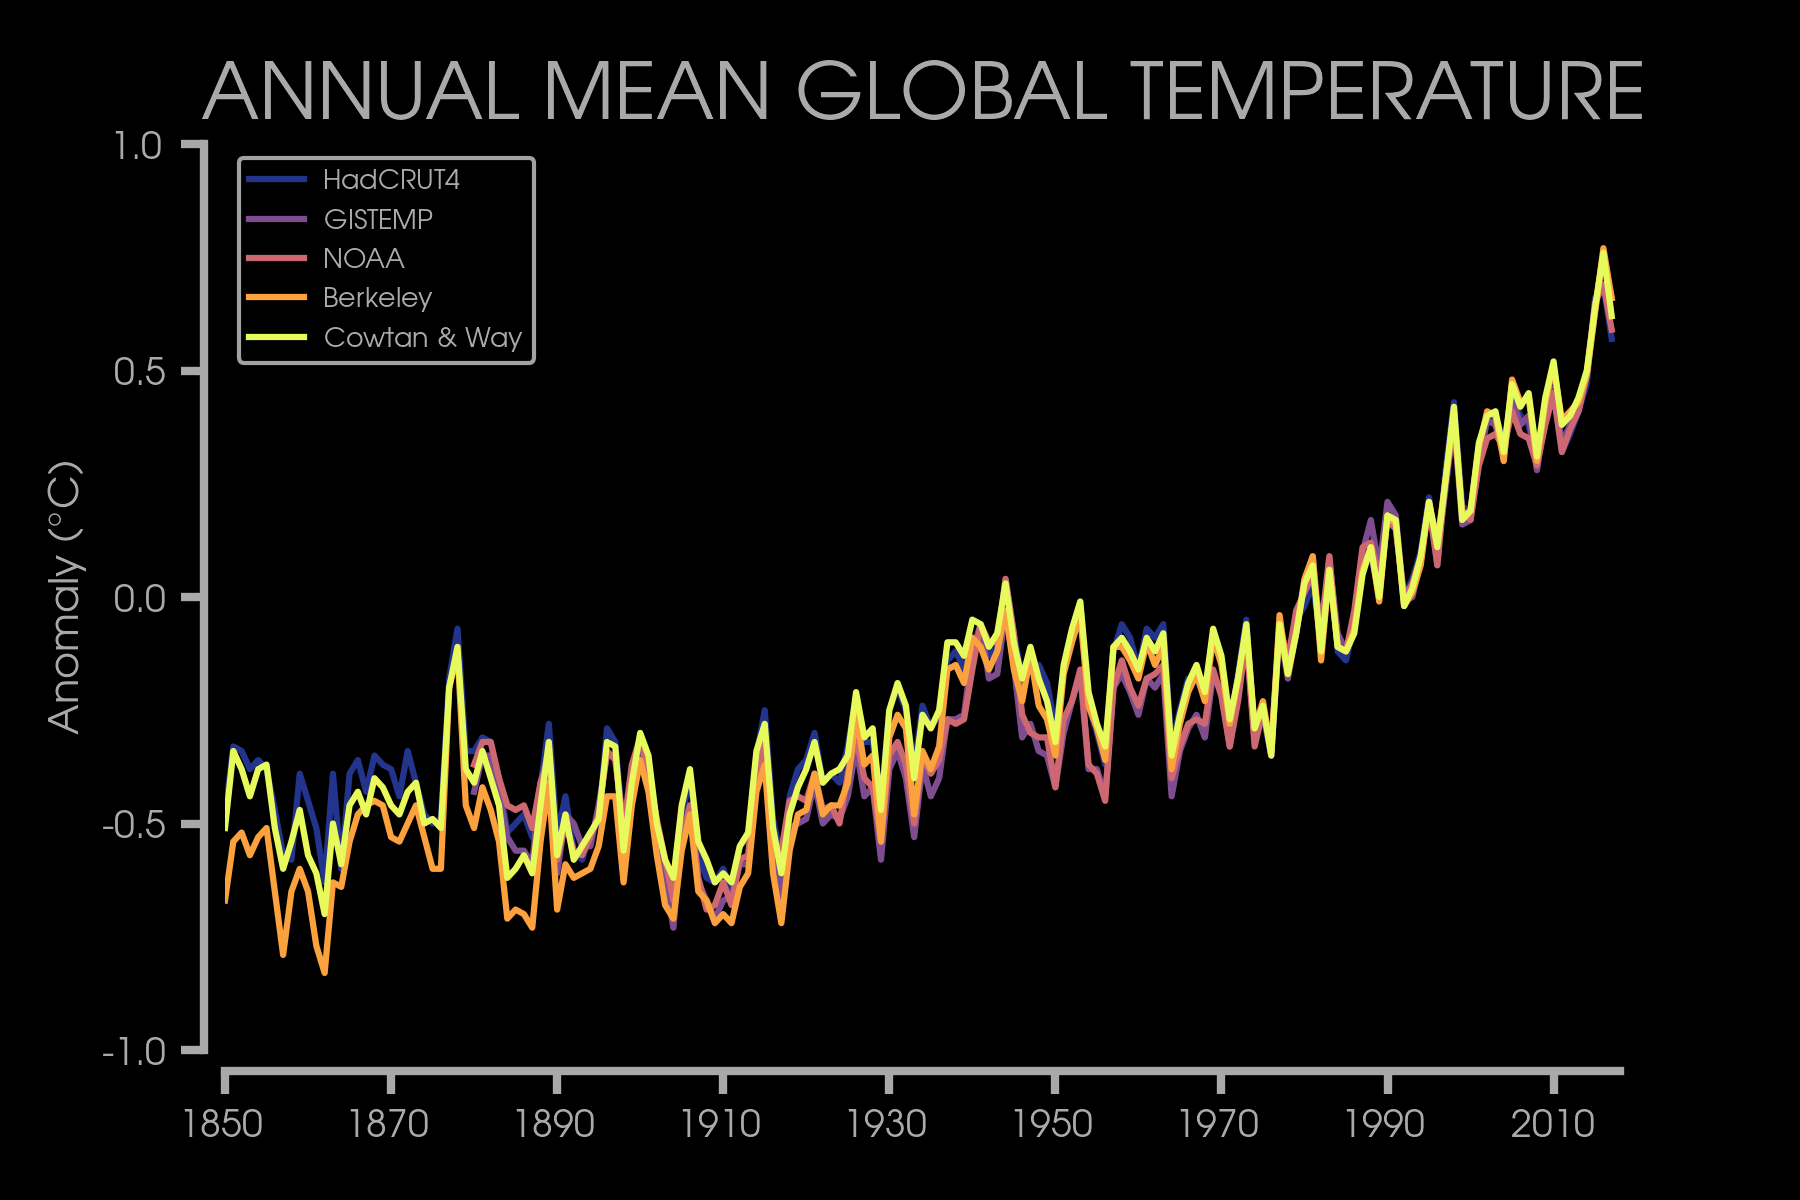 ANNUAL MEAN GLOBAL TEMPERATURE
1.0
0.5
0.0
-0.5
-1.0
Anomaly (°C)
HadCRUT4
GISTEMP
NOAA
Berkeley
Cowtan & Way
1850 1870 1890 1910 1930 1950 1970 1990 2010